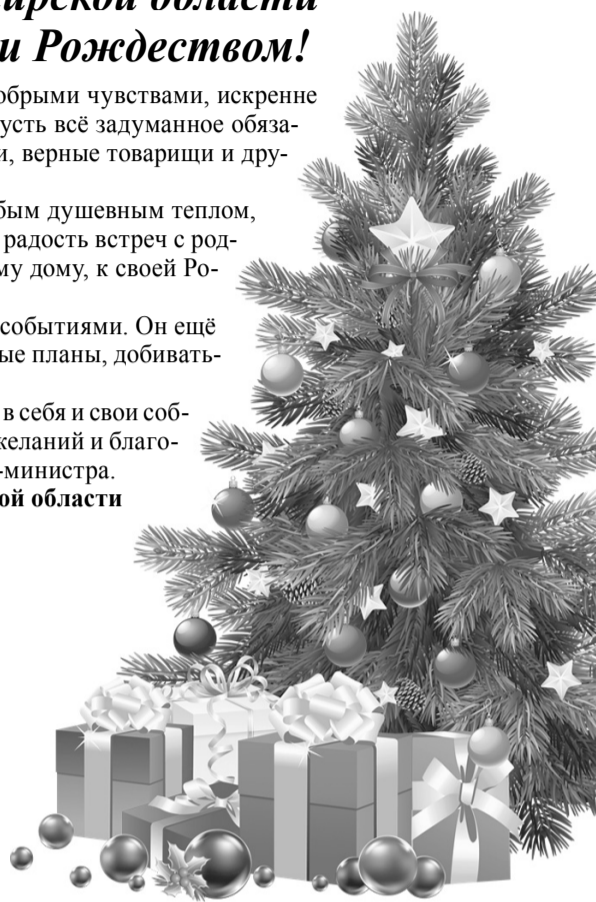 ирской области
и Рождеством!
обрыми чувствами, искренне
усть всё задуманное обяза-
и, верные товарищи и дру-
бым душевным теплом,
радость встреч с род-
му дому, к своей Ро-
событиями. Он ещё
ые планы, добивать-
в себя и свои соб-
желаний и благо-
-министра.
ой области